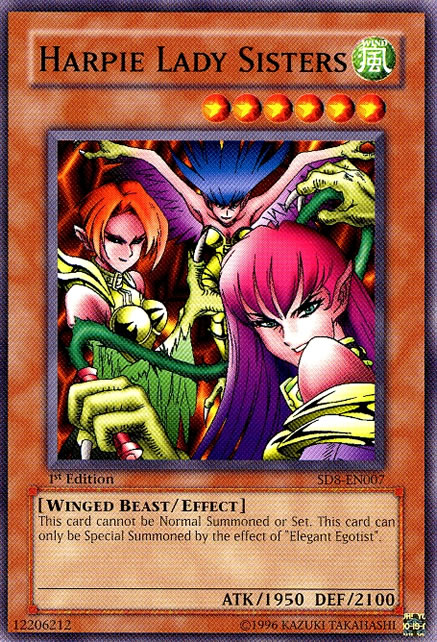 HARPIE LADY SISTERS
WIND
風
1st Edition
SD8-EN007
[WINGED BEAST/EFFECT]
This card cannot be Normal Summoned or Set. This card can
only be Special Summoned by the effect of "Elegant Egotist".
ATK/1950 DEF/2100
12206212
©1996 KAZUKI TAKAHASHI